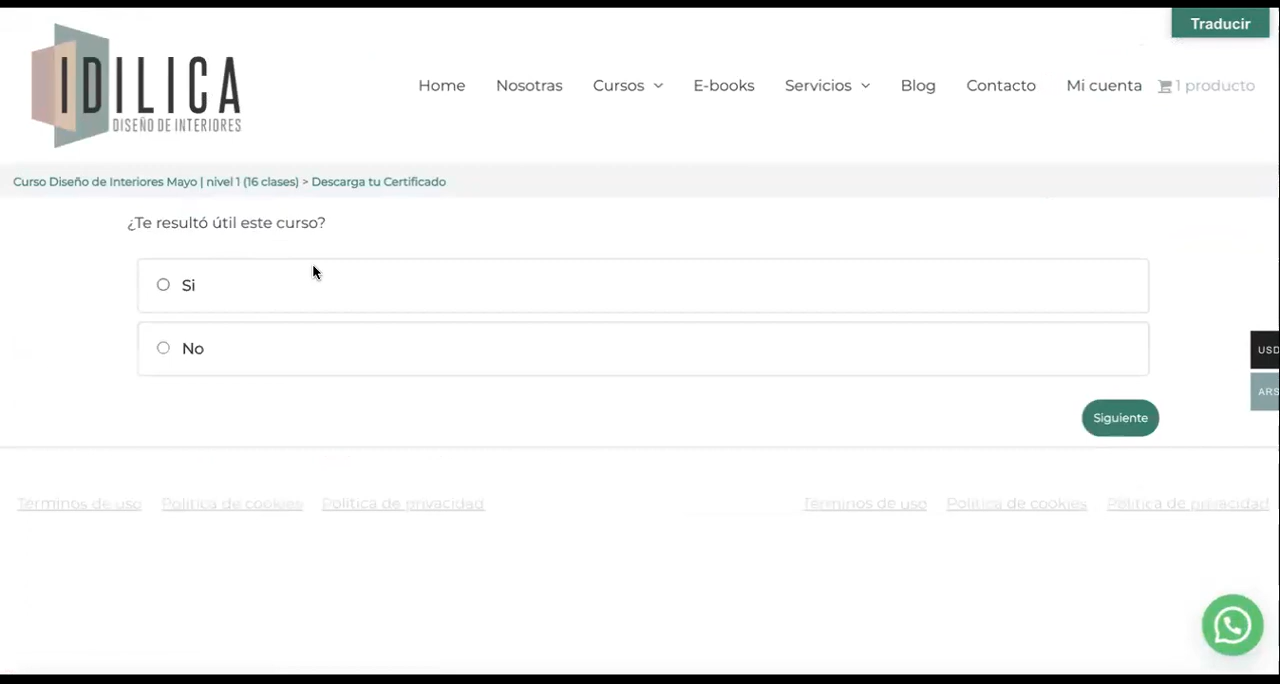 Traducir
IDILICA
DISEÑO DE INTERIORES
Home Nosotras Cursos E-books Servicios Blog Contacto Mi cuenta 1 producto
Curso Diseño de Interiores Mayo | nivel 1 (16 clases) > Descarga tu Certificado
¿Te resultó útil este curso?
Si
No
USD
ARS
Siguiente
Términos de uso Política de cookies Política de privacidad Términos de uso Política de cookies Política de privacidad